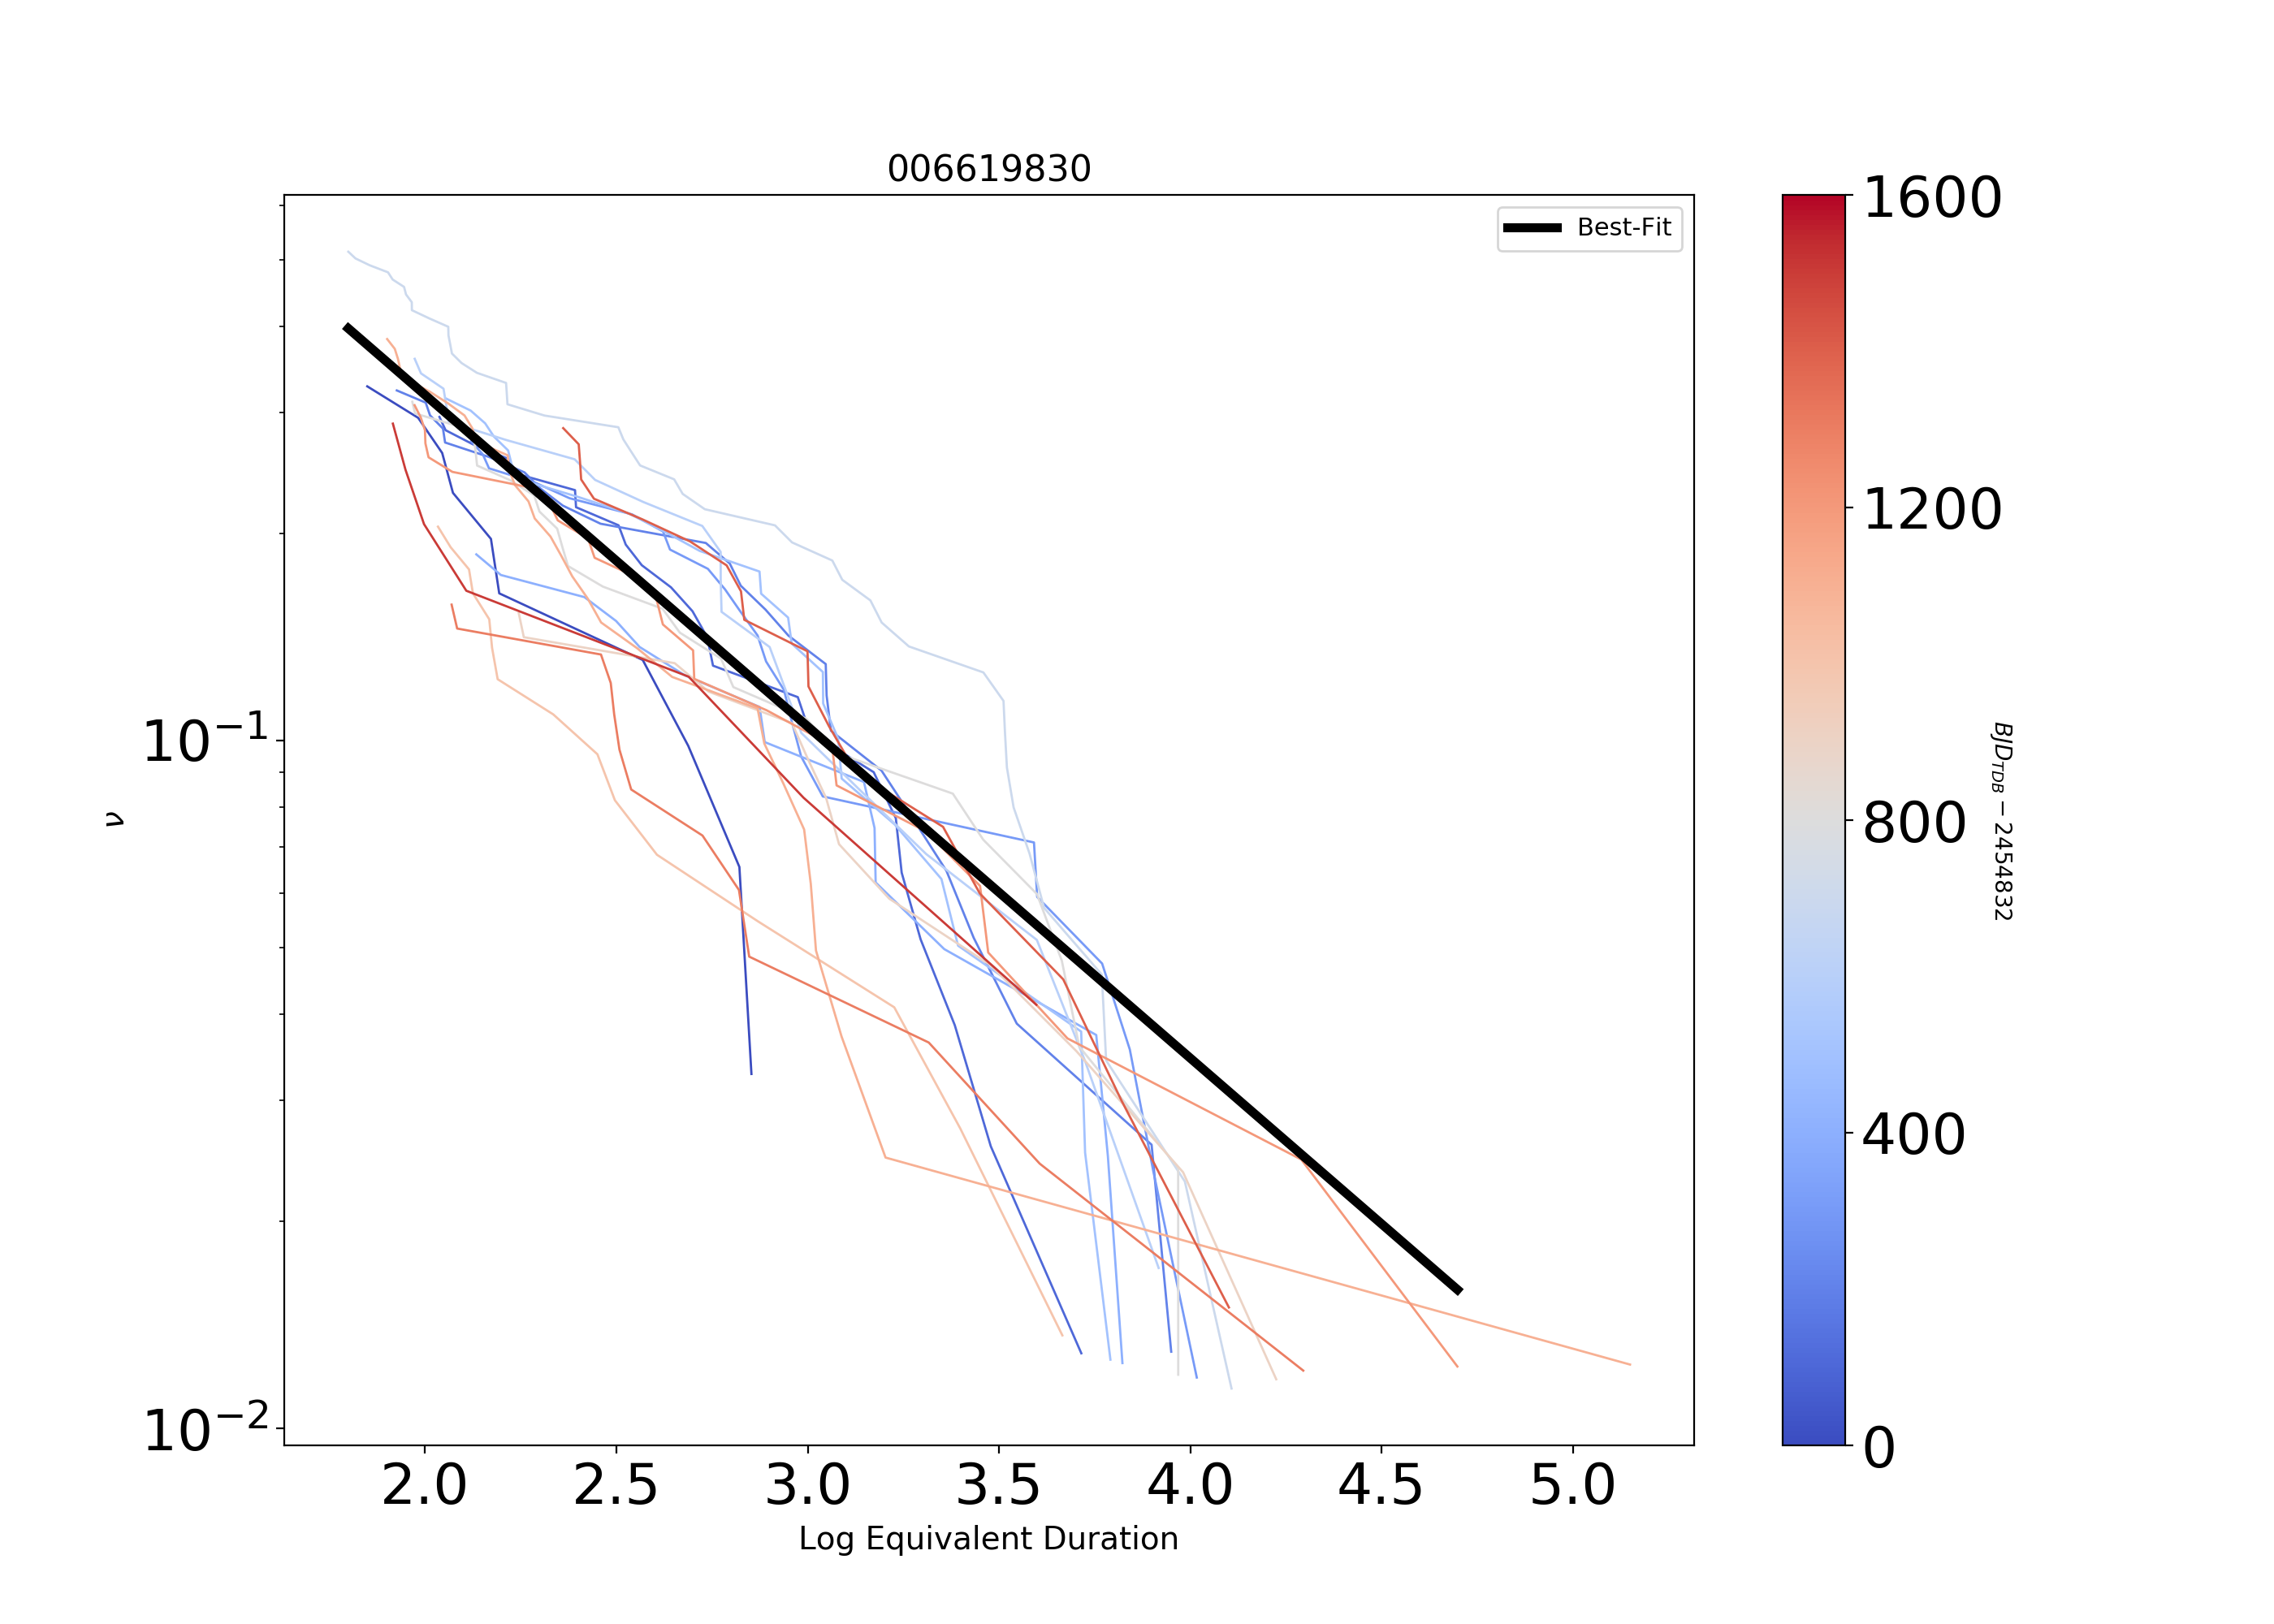 006619830
Best-Fit
10⁻¹
10⁻²
ν
2.0 2.5 3.0 3.5 4.0 4.5 5.0
Log Equivalent Duration
1600
1200
800
400
0
BJD_TDB − 2454832